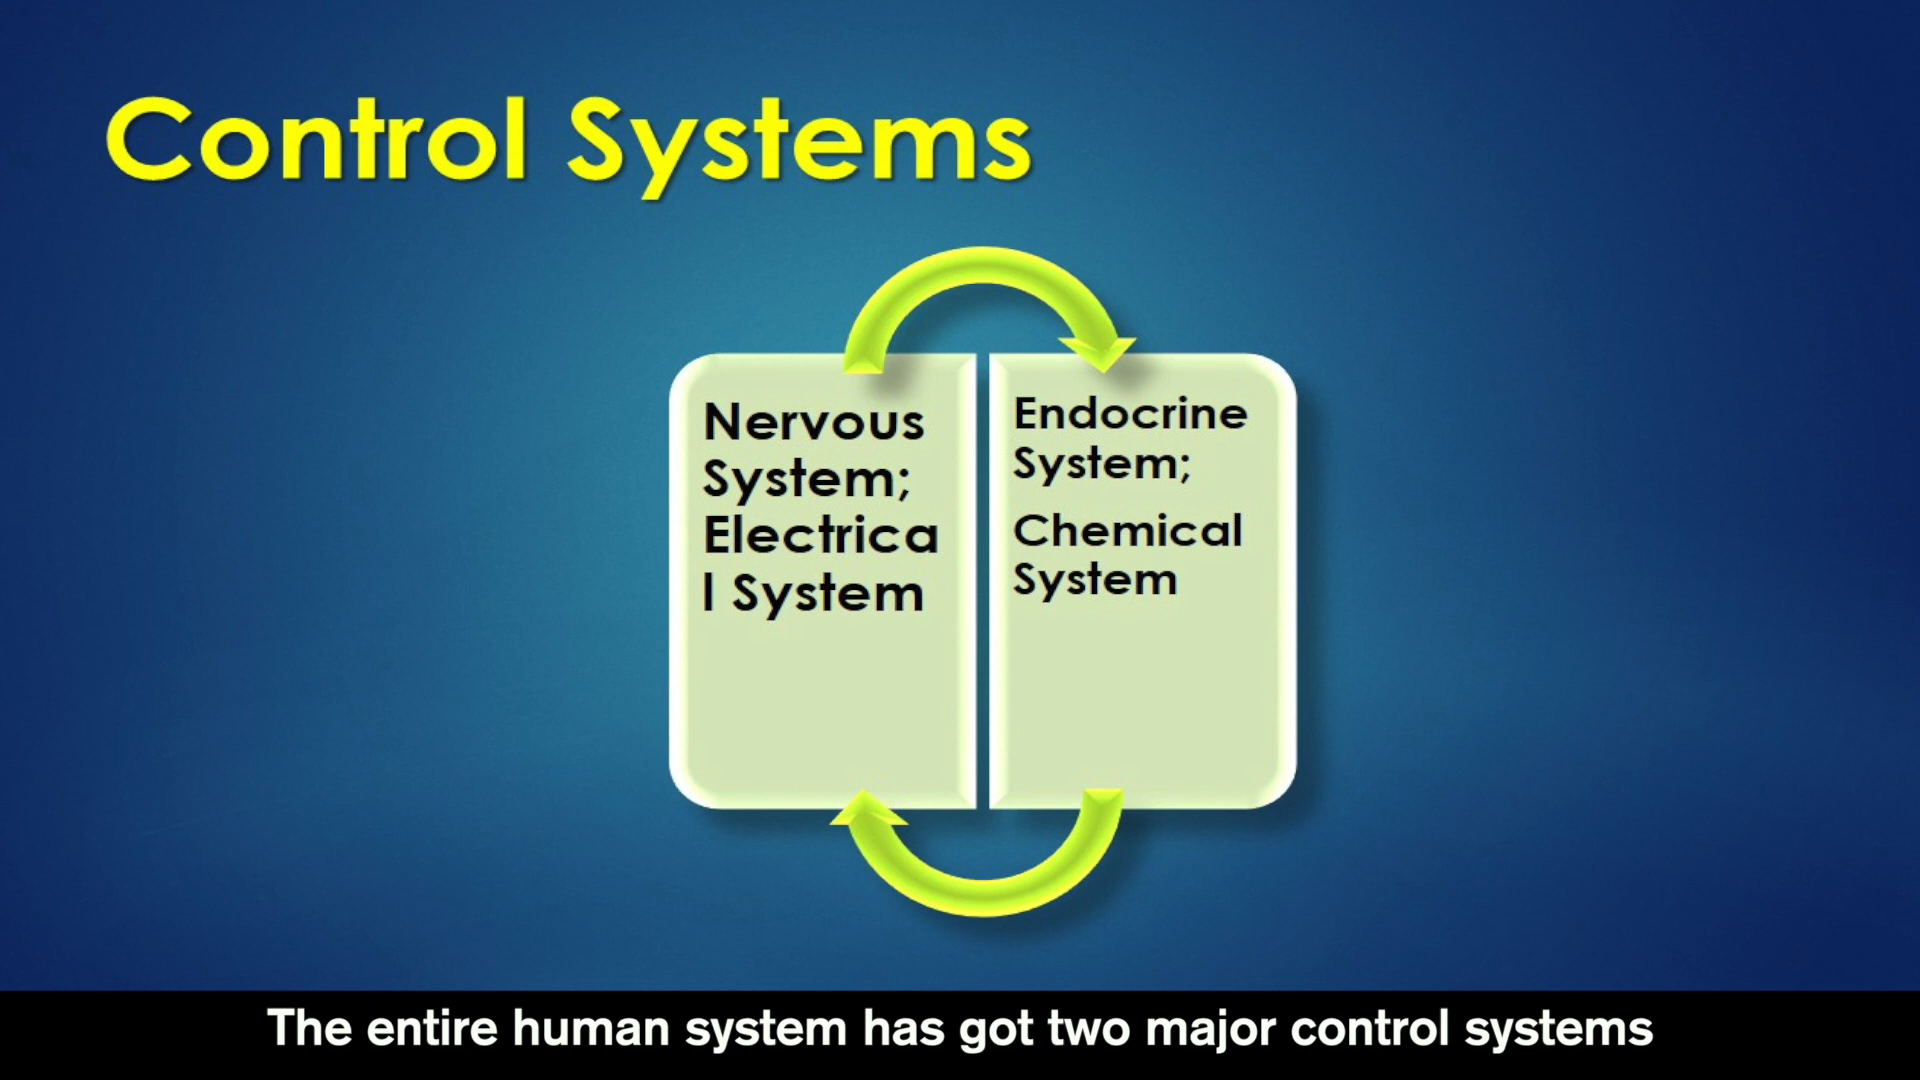 Control Systems
Nervous
System;
Electrica
l System
Endocrine
System;
Chemical
System
The entire human system has got two major control systems